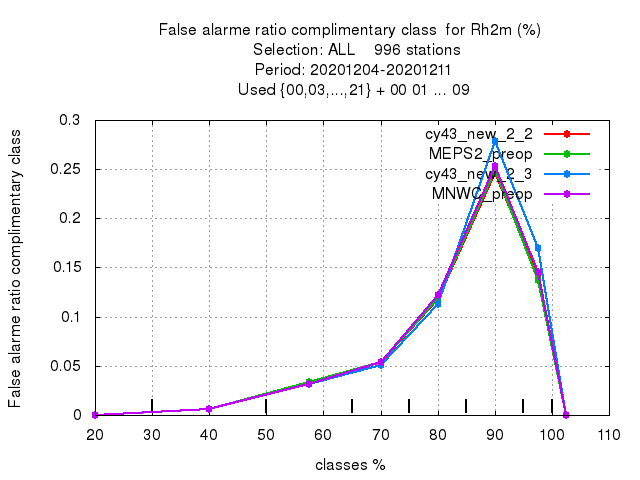 False alarme ratio complimentary class  for Rh2m (%)
Selection: ALL    996 stations
Period: 20201204-20201211
Used {00,03,...,21} + 00 01 ... 09
False alarme ratio complimentary class
0.3
0.25
0.2
0.15
0.1
0.05
0
cy43_new_2_2
MEPS2_preop
cy43_new_2_3
MNWC_preop
20 30 40 50 60 70 80 90 100 110
classes %